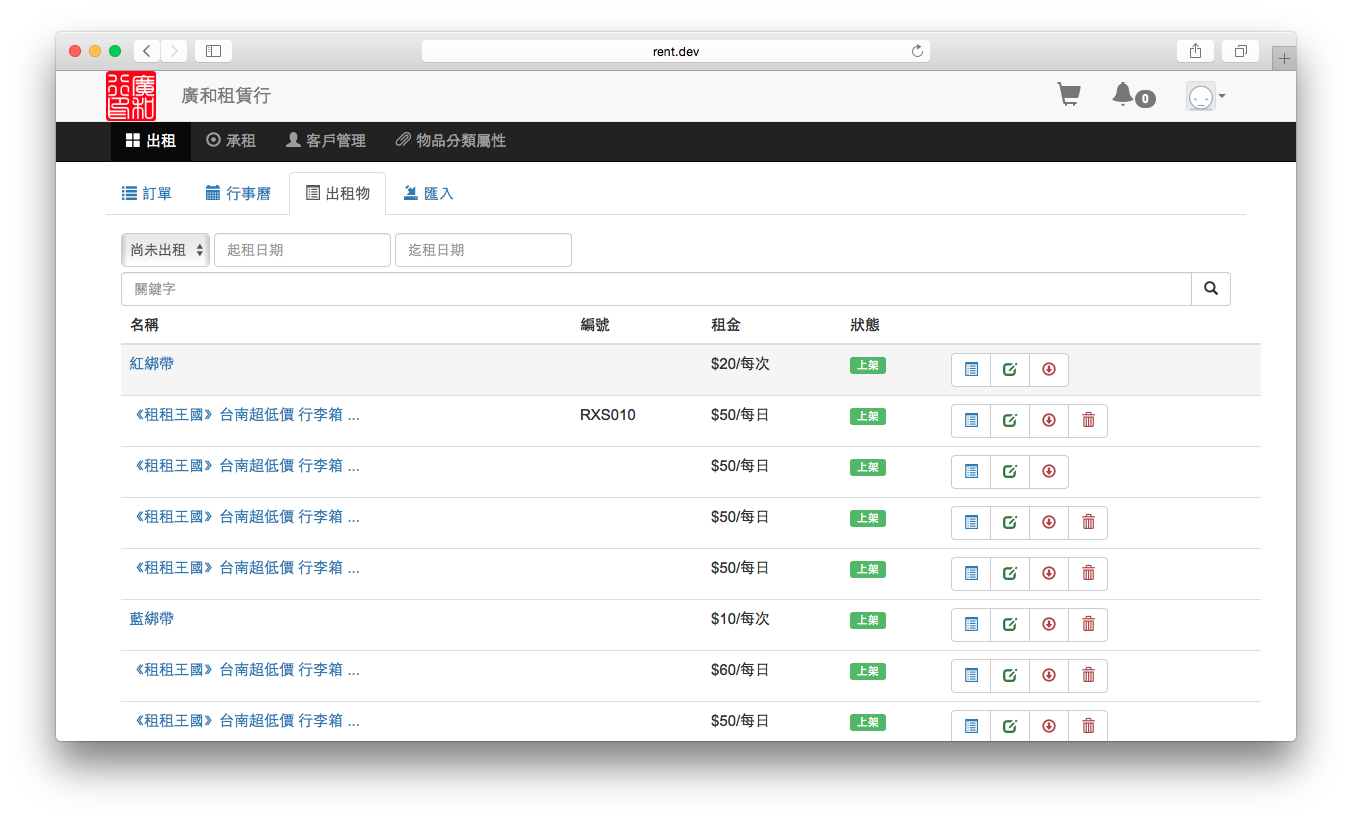 rent.dev
廣和行印
廣和租賃行
0
出租 承租 客戶管理 物品分類屬性
訂單 行事曆 出租物 匯入
尚未出租 起租日期 迄租日期
關鍵字
名稱 編號 租金 狀態
紅綁帶 $20/每次 上架
《租租王國》台南超低價 行李箱 ... RXS010 $50/每日 上架
《租租王國》台南超低價 行李箱 ... $50/每日 上架
《租租王國》台南超低價 行李箱 ... $50/每日 上架
《租租王國》台南超低價 行李箱 ... $50/每日 上架
藍綁帶 $10/每次 上架
《租租王國》台南超低價 行李箱 ... $60/每日 上架
《租租王國》台南超低價 行李箱 ... $50/每日 上架